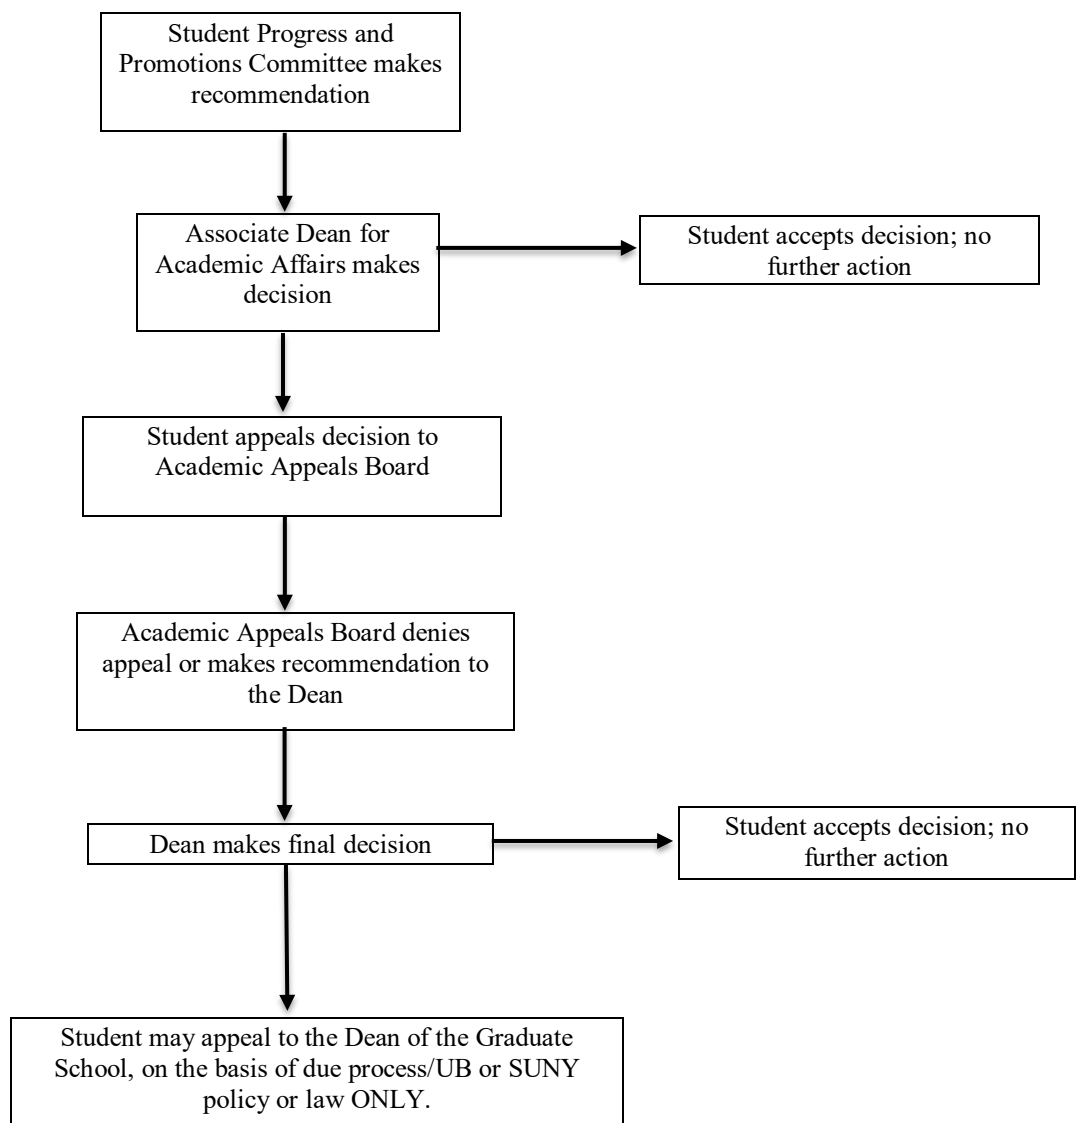 Student Progress and
Promotions Committee makes
recommendation
Associate Dean for
Academic Affairs makes
decision
Student accepts decision; no
further action
Student appeals decision to
Academic Appeals Board
Academic Appeals Board denies
appeal or makes recommendation to
the Dean
Dean makes final decision
Student accepts decision; no
further action
Student may appeal to the Dean of the Graduate
School, on the basis of due process/UB or SUNY
policy or law ONLY.